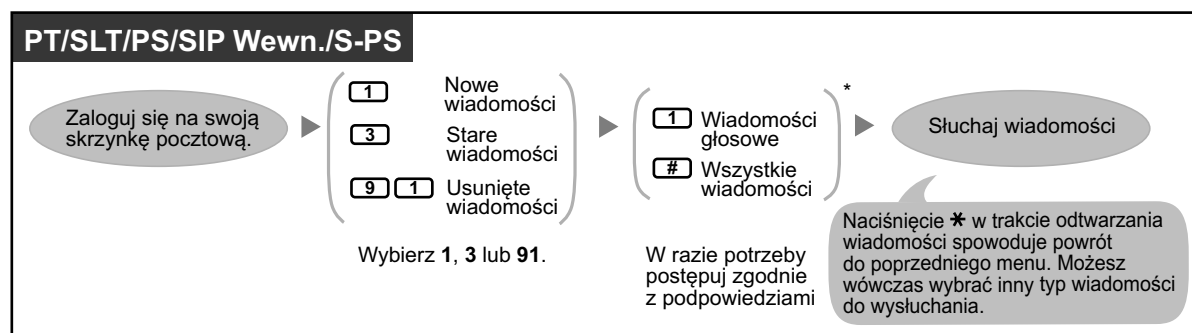 PT/SLT/PS/SIP Wewn./S-PS
Zaloguj się na swoją
skrzynkę pocztową.
1 Nowe
wiadomości
3 Stare
wiadomości
9 1 Usunięte
wiadomości
Wybierz 1, 3 lub 91.
*
1 Wiadomości
głosowe
# Wszystkie
wiadomości
W razie potrzeby
postępuj zgodnie
z podpowiedziami
Słuchaj wiadomości
Naciśnięcie * w trakcie odtwarzania
wiadomości spowoduje powrót
do poprzedniego menu. Możesz
wówczas wybrać inny typ wiadomości
do wysłuchania.